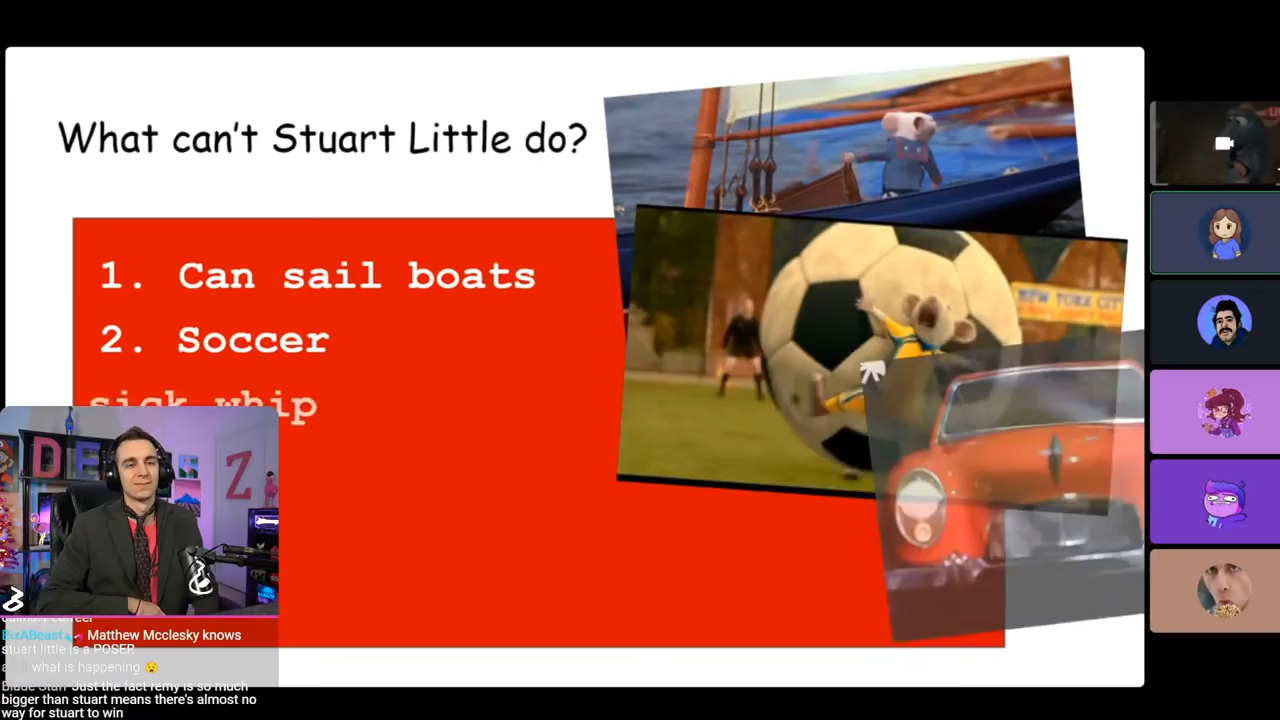 What can't Stuart Little do?
NEW YORK CIT
1. Can sail boats
2. Soccer
sick whip
D E
Z
BixABeast Matthew Mcclesky knows
stuart little is a POSER
what is happening
Just the fact remy is so much
bigger than stuart means there's almost no
way for stuart to win